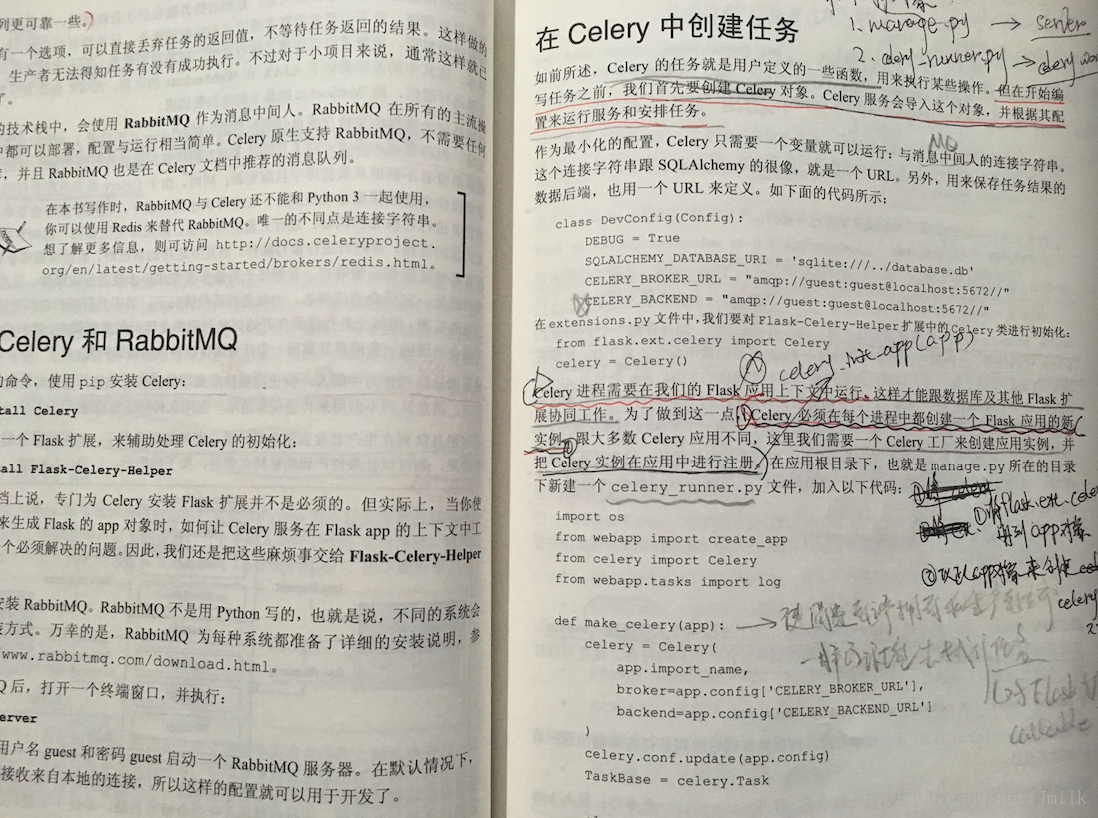 列更可靠一些。)
有一个选项，可以直接丢弃任务的返回值，不等待任务返回的结果。这样做的
，生产者无法得知任务有没有成功执行。不过对于小项目来说，通常这样就已
的技术栈中，会使用 RabbitMQ 作为消息中间人。RabbitMQ 在所有的主流操
中都可以部署，配置与运行相当简单。Celery 原生支持 RabbitMQ，不需要任何
，并且 RabbitMQ 也是在 Celery 文档中推荐的消息队列。
在本书写作时，RabbitMQ 与 Celery 还不能和 Python 3 一起使用，
你可以使用 Redis 来替代 RabbitMQ。唯一的不同点是连接字符串。
想了解更多信息，则可访问 http://docs.celeryproject.
org/en/latest/getting-started/brokers/redis.html。
Celery 和 RabbitMQ
的命令，使用 pip 安装 Celery：
tall Celery
一个 Flask 扩展，来辅助处理 Celery 的初始化：
all Flask-Celery-Helper
档上说，专门为 Celery 安装 Flask 扩展并不是必须的。但实际上，当你使
来生成 Flask 的 app 对象时，如何让 Celery 服务在 Flask app 的上下文中工
个必须解决的问题。因此，我们还是把这些麻烦事交给 Flask-Celery-Helper
安装 RabbitMQ。RabbitMQ 不是用 Python 写的，也就是说，不同的系统会
装方式。万幸的是，RabbitMQ 为每种系统都准备了详细的安装说明，参
www.rabbitmq.com/download.html。
Q 后，打开一个终端窗口，并执行：
erver
用户名 guest 和密码 guest 启动一个 RabbitMQ 服务器。在默认情况下，
接收来自本地的连接，所以这样的配置就可以用于开发了。
1. manage.py → server
2. celery_runner.py → celery
在 Celery 中创建任务
如前所述，Celery 的任务就是用户定义的一些函数，用来执行某些操作。但在开始编
写任务之前，我们首先要创建 Celery 对象。Celery 服务会导入这个对象，并根据其配
置来运行服务和安排任务。
MQ
作为最小化的配置，Celery 只需要一个变量就可以运行：与消息中间人的连接字符串。
这个连接字符串跟 SQLAlchemy 的很像，就是一个 URL。另外，用来保存任务结果的
数据后端，也用一个 URL 来定义。如下面的代码所示：
class DevConfig(Config):
DEBUG = True
SQLALCHEMY_DATABASE_URI = 'sqlite:///../database.db'
CELERY_BROKER_URL = "amqp://guest:guest@localhost:5672//"
CELERY_BACKEND = "amqp://guest:guest@localhost:5672//"
在 extensions.py 文件中，我们要对 Flask-Celery-Helper 扩展中的 Celery 类进行初始化：
from flask.ext.celery import Celery
celery = Celery()
celery.init_app(app)
Celery 进程需要在我们的 Flask 应用上下文中运行。这样才能跟数据库及其他 Flask 扩
展协同工作。为了做到这一点，①Celery 必须在每个进程中都创建一个 Flask 应用的新
实例。②跟大多数 Celery 应用不同，这里我们需要一个 Celery 工厂来创建应用实例，并
把 Celery 实例在应用中进行注册。在应用根目录下，也就是 manage.py 所在的目录
下新建一个 celery_runner.py 文件，加入以下代码：
import os
from webapp import create_app
from celery import Celery
from webapp.tasks import log
def make_celery(app):
celery = Celery(
app.import_name,
broker=app.config['CELERY_BROKER_URL'],
backend=app.config['CELERY_BACKEND_URL']
)
celery.conf.update(app.config)
TaskBase = celery.Task
callable